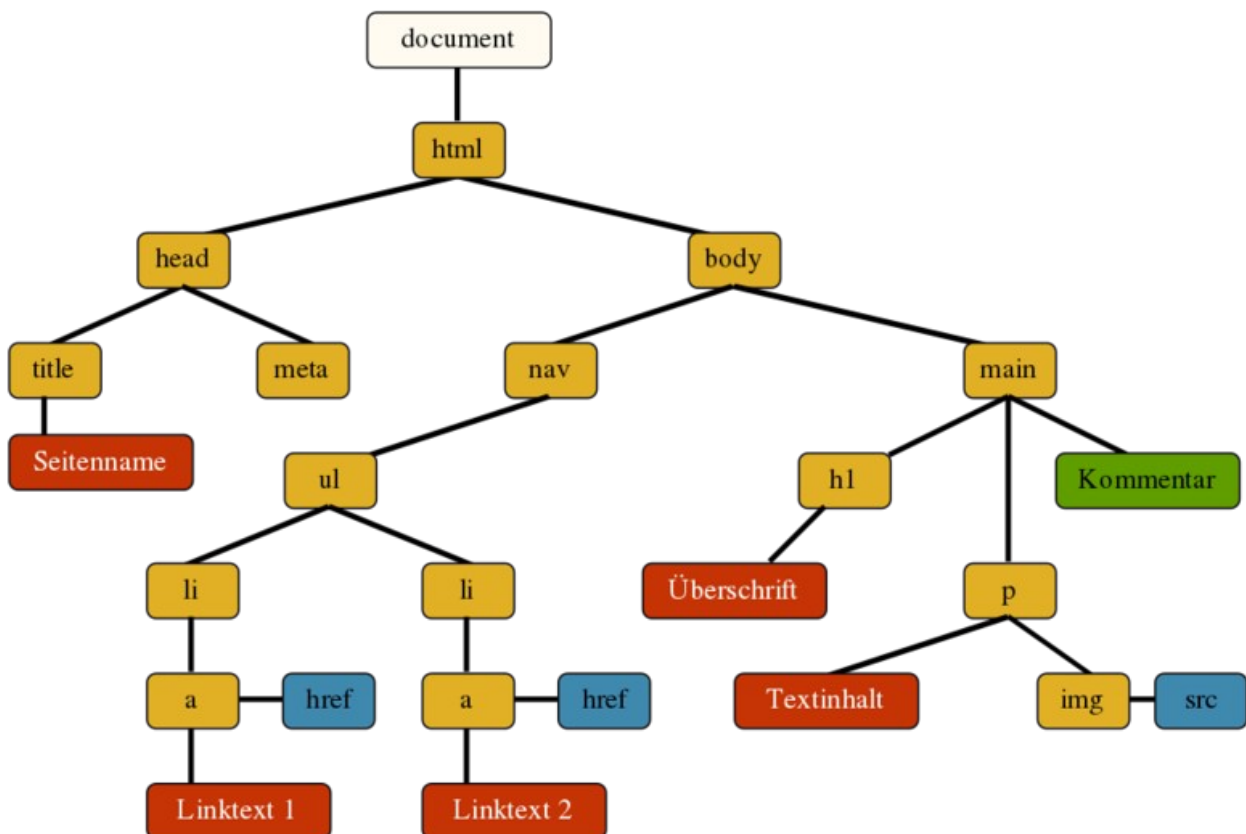 document
html
head
body
title
meta
nav
main
Seitenname
ul
h1
Kommentar
li
li
Überschrift
p
a
href
a
href
Textinhalt
img
src
Linktext 1
Linktext 2